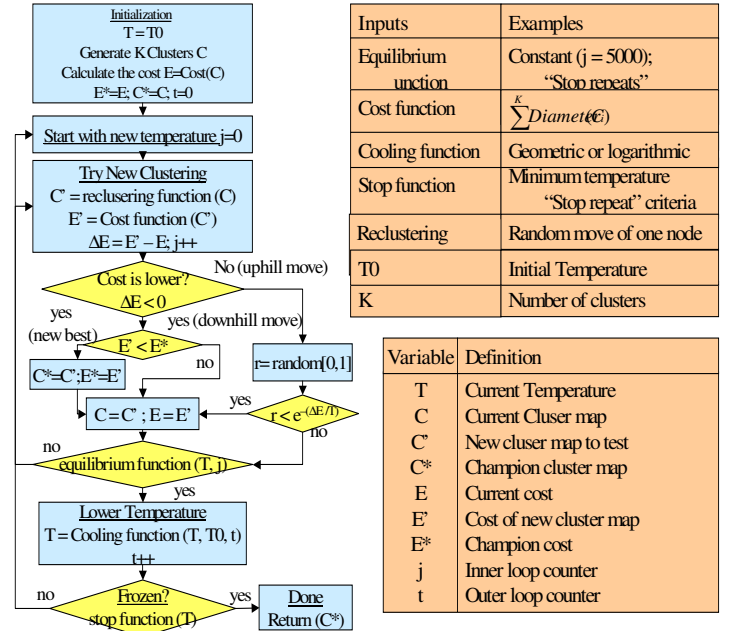 Initialization
T = T0
Generate K Clusters C
Calculate the cost E=Cost(C)
E*=E; C*=C; t=0
Start with new temperature j=0
Try New Clustering
C’ = reclusering function (C)
E’ = Cost function (C’)
ΔE = E’ – E; j++
Cost is lower?
ΔE < 0
No (uphill move)
yes
(new best)
yes (downhill move)
E’ < E*
no
C*=C’;E*=E’
r= random[0,1]
C = C’ ; E = E’
yes
r < e^–(ΔE/T)
no
no
equilibrium function (T, j)
yes
Lower Temperature
T = Cooling function (T, T0, t)
t++
no
Frozen?
stop function (T)
yes
Done
Return (C*)
Inputs Examples
Equilibrium Constant (j = 5000);
unction “Stop repeats”
Cost function K ∑ Diameter(Ci)
Cooling function Geometric or logarithmic
Stop function Minimum temperature
“Stop repeat” criteria
Reclustering Random move of one node
T0 Initial Temperature
K Number of clusters
Variable Definition
T Current Temperature
C Current Cluser map
C’ New cluser map to test
C* Champion cluster map
E Current cost
E’ Cost of new cluster map
E* Champion cost
j Inner loop counter
t Outer loop counter